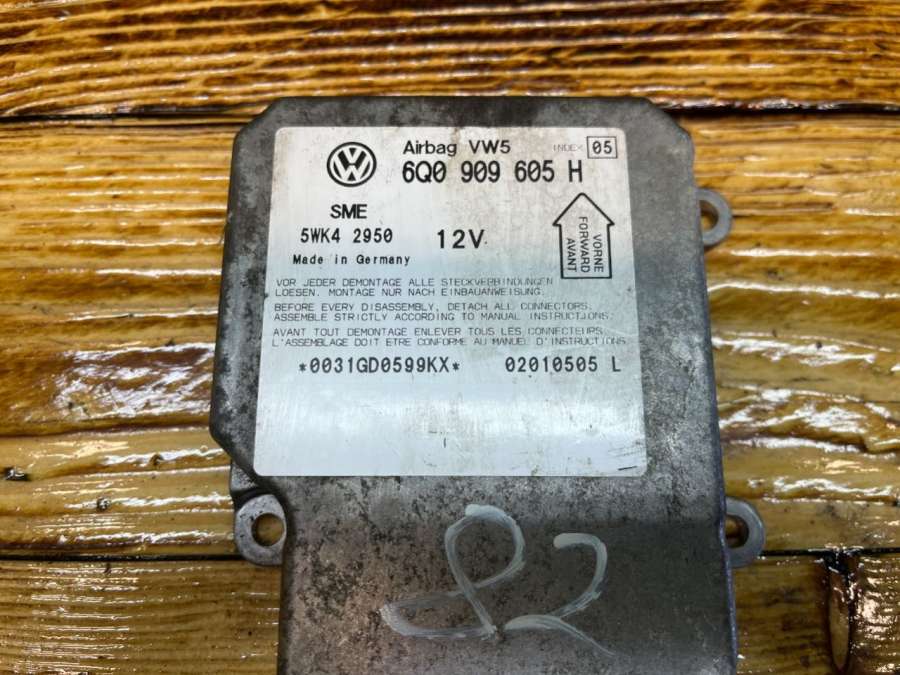 Airbag VW5 INDEX 05
6Q0 909 605 H
SME
5WK4 2950 12V
Made in Germany
VORNE
FORWARD
AVANT
VOR JEDER DEMONTAGE ALLE STECKVERBINDUNGEN
LOESEN. MONTAGE NUR NACH EINBAUANWEISUNG.
BEFORE EVERY DISASSEMBLY, DETACH ALL CONNECTORS.
ASSEMBLE STRICTLY ACCORDING TO MANUAL INSTRUCTIONS.
AVANT TOUT DEMONTAGE ENLEVER TOUS LES CONNECTEURS.
L'ASSEMBLAGE DOIT ETRE CONFORME AU MANUEL D'INSTRUCTIONS
*0031GD0599KX* 02010505 L